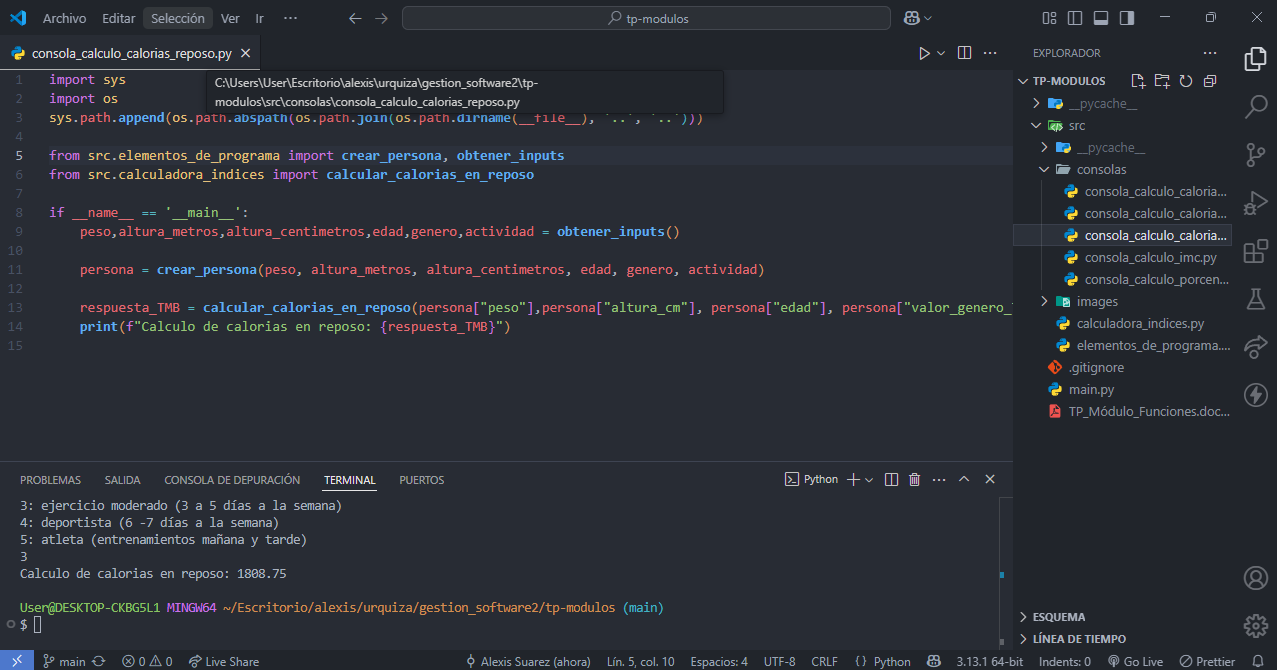 Archivo Editar Selección Ver Ir ···
tp-modulos
consola_calculo_calorias_reposo.py
C:\Users\User\Escritorio\alexis\urquiza\gestion_software2\tp-
modulos\src\consolas\consola_calculo_calorias_reposo.py
1 import sys
2 import os
3 sys.path.append(os.path.abspath(os.path.join(os.path.dirname(__file__), '..', '..')))
4
5 from src.elementos_de_programa import crear_persona, obtener_inputs
6 from src.calculadora_indices import calcular_calorias_en_reposo
7
8 if __name__ == '__main__':
9 peso,altura_metros,altura_centimetros,edad,genero,actividad = obtener_inputs()
10
11 persona = crear_persona(peso, altura_metros, altura_centimetros, edad, genero, actividad)
12
13 respuesta_TMB = calcular_calorias_en_reposo(persona["peso"],persona["altura_cm"], persona["edad"], persona["valor_genero_
14 print(f"Calculo de calorias en reposo: {respuesta_TMB}")
15
EXPLORADOR ···
TP-MODULOS
__pycache__
src
__pycache__
consolas
consola_calculo_caloria...
consola_calculo_caloria...
consola_calculo_caloria...
consola_calculo_imc.py
consola_calculo_porcen...
images
calculadora_indices.py
elementos_de_programa....
.gitignore
main.py
TP_Módulo_Funciones.doc...
ESQUEMA
LÍNEA DE TIEMPO
PROBLEMAS SALIDA CONSOLA DE DEPURACIÓN TERMINAL PUERTOS
Python
3: ejercicio moderado (3 a 5 días a la semana)
4: deportista (6 -7 días a la semana)
5: atleta (entrenamientos mañana y tarde)
3
Calculo de calorias en reposo: 1808.75
User@DESKTOP-CKBG5L1 MINGW64 ~/Escritorio/alexis/urquiza/gestion_software2/tp-modulos (main)
$
main 0 0 Live Share Alexis Suarez (ahora) Lín. 5, col. 10 Espacios: 4 UTF-8 CRLF {} Python 3.13.1 64-bit Indents: 0 Go Live Prettier